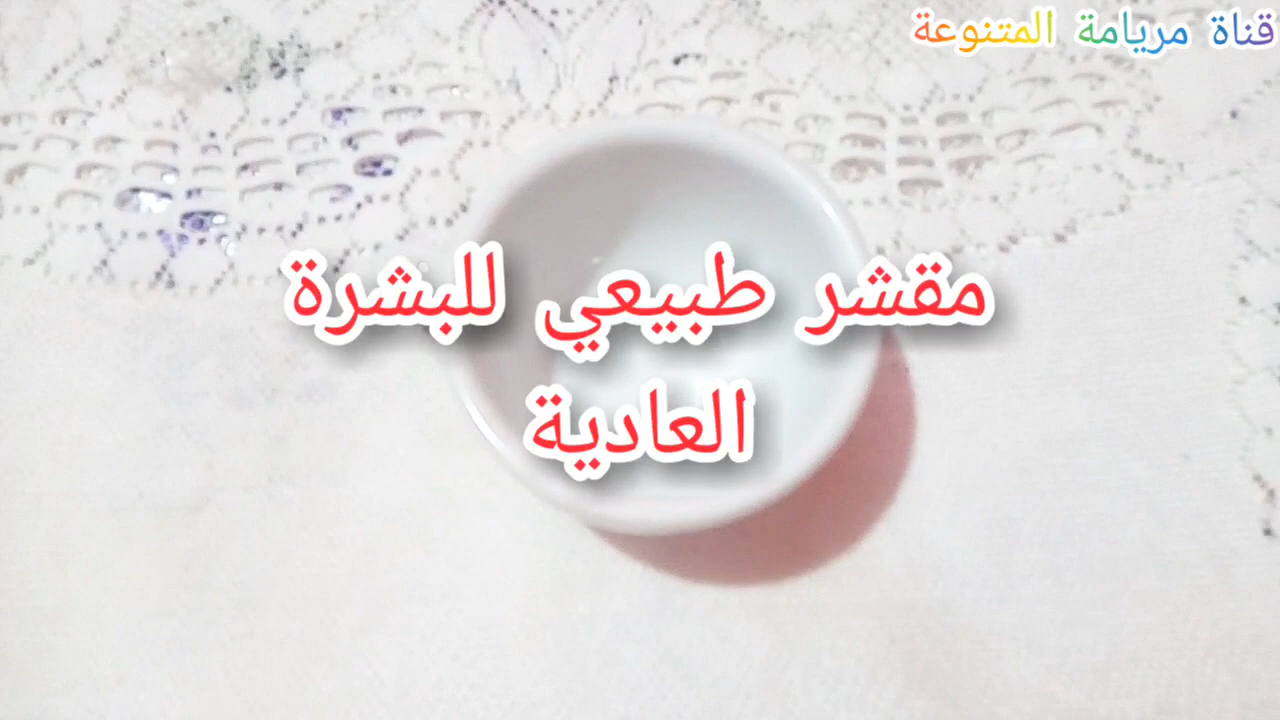 قناة مريامة المتنوعة
مقشر طبيعي للبشرة
العادية